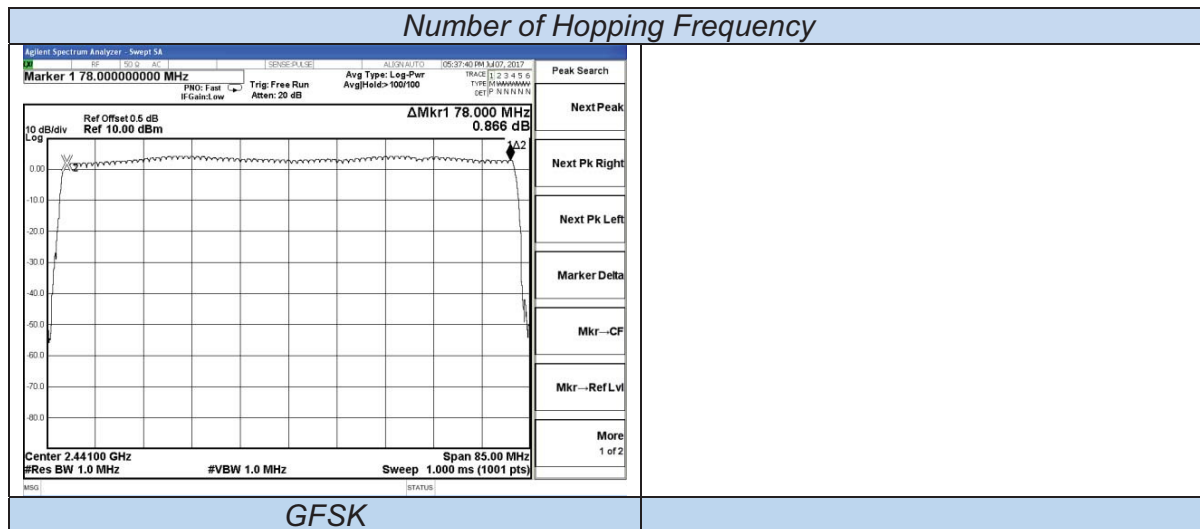 Number of Hopping Frequency
Agilent Spectrum Analyzer - Swept SA
RF 50 Ω AC SENSE:PULSE ALIGN AUTO 05:37:40 PM Jul 07, 2017
Marker 1 78.000000000 MHz
PNO: Fast Trig: Free Run Avg Type: Log-Pwr TRACE 1 2 3 4 5 6
IFGain:Low Atten: 20 dB Avg|Hold:>100/100 TYPE M
DET P N N N N N
Ref Offset 0.5 dB ΔMkr1 78.000 MHz
10 dB/div Ref 10.00 dBm 0.866 dB
Log
1Δ2
2
0.00
-10.0
-20.0
-30.0
-40.0
-50.0
-60.0
-70.0
-80.0
Center 2.44100 GHz Span 85.00 MHz
#Res BW 1.0 MHz #VBW 1.0 MHz Sweep 1.000 ms (1001 pts)
MSG STATUS
Peak Search
Next Peak
Next Pk Right
Next Pk Left
Marker Delta
Mkr→CF
Mkr→Ref Lvl
More
1 of 2
GFSK